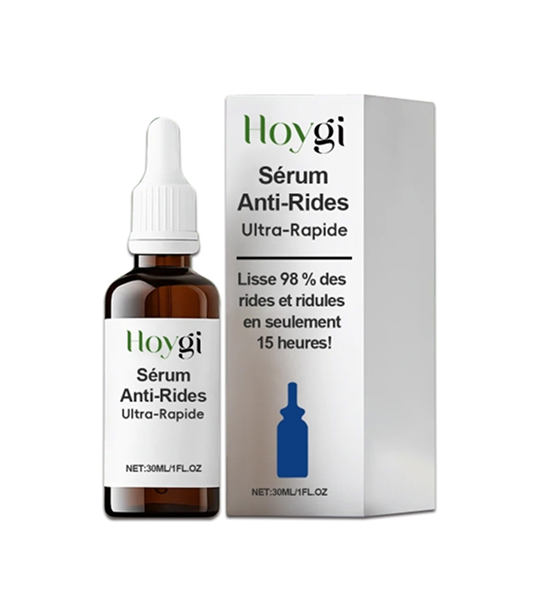 Hoygi
Sérum
Anti-Rides
Ultra-Rapide
NET:30ML/1FL.OZ
Hoygi
Sérum
Anti-Rides
Ultra-Rapide
Lisse 98 % des
rides et ridules
en seulement
15 heures!
NET:30ML/1FL.OZ